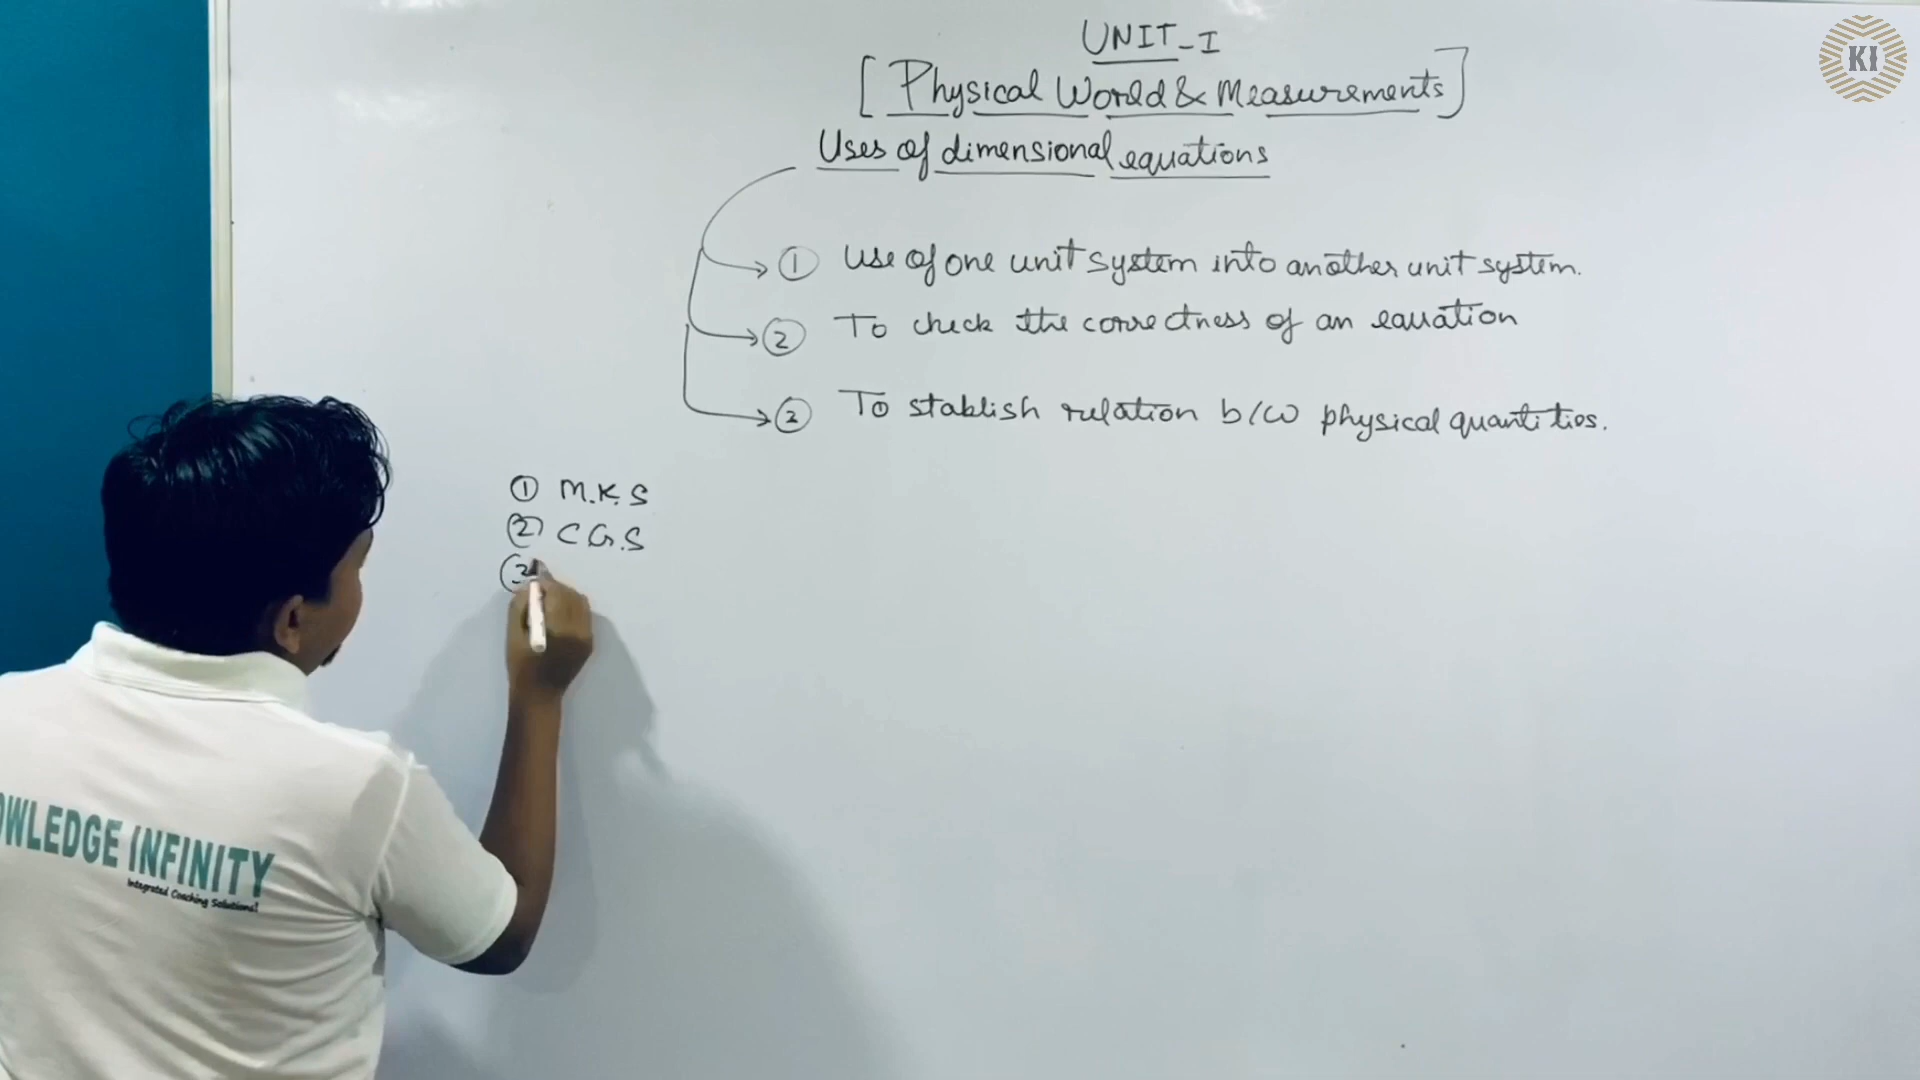 KI
UNIT-I
[Physical World & Measurements]
Uses of dimensional equations
① Use of one unit system into another unit system.
② To check the correctness of an eauation
② To stablish relation b/w physical quantities.
① M.K.S
② C.G.S
③
OWLEDGE INFINITY
Integrated Coaching Solutions!